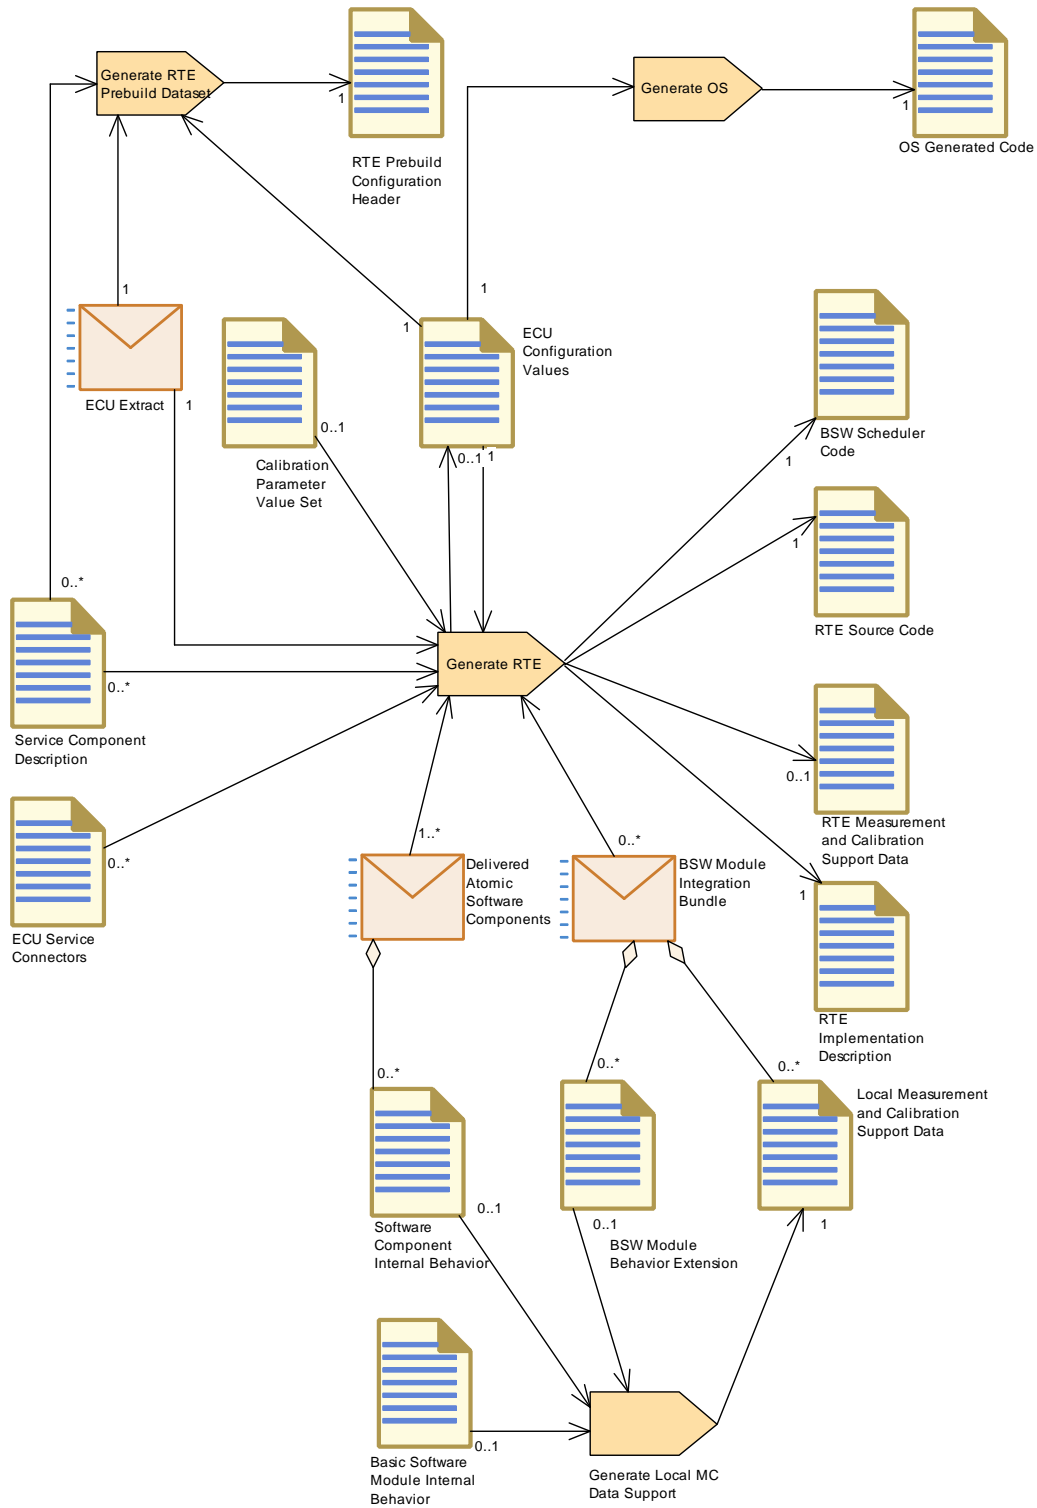 Generate RTE
Prebuild Dataset
1
RTE Prebuild
Configuration
Header
Generate OS
1
OS Generated Code
1
1
1
ECU
Configuration
Values
ECU Extract
1
0..1
Calibration
Parameter
Value Set
0..1
1
BSW Scheduler
Code
1
1
RTE Source Code
0..*
Generate RTE
0..*
Service Component
Description
0..1
RTE Measurement
and Calibration
Support Data
0..*
ECU Service
Connectors
1..*
Delivered
Atomic
Software
Components
0..*
BSW Module
Integration
Bundle
1
RTE
Implementation
Description
0..*
0..*
0..*
Local Measurement
and Calibration
Support Data
0..1
Software
Component
Internal Behavior
0..1
BSW Module
Behavior Extension
1
0..1
Basic Software
Module Internal
Behavior
Generate Local MC
Data Support